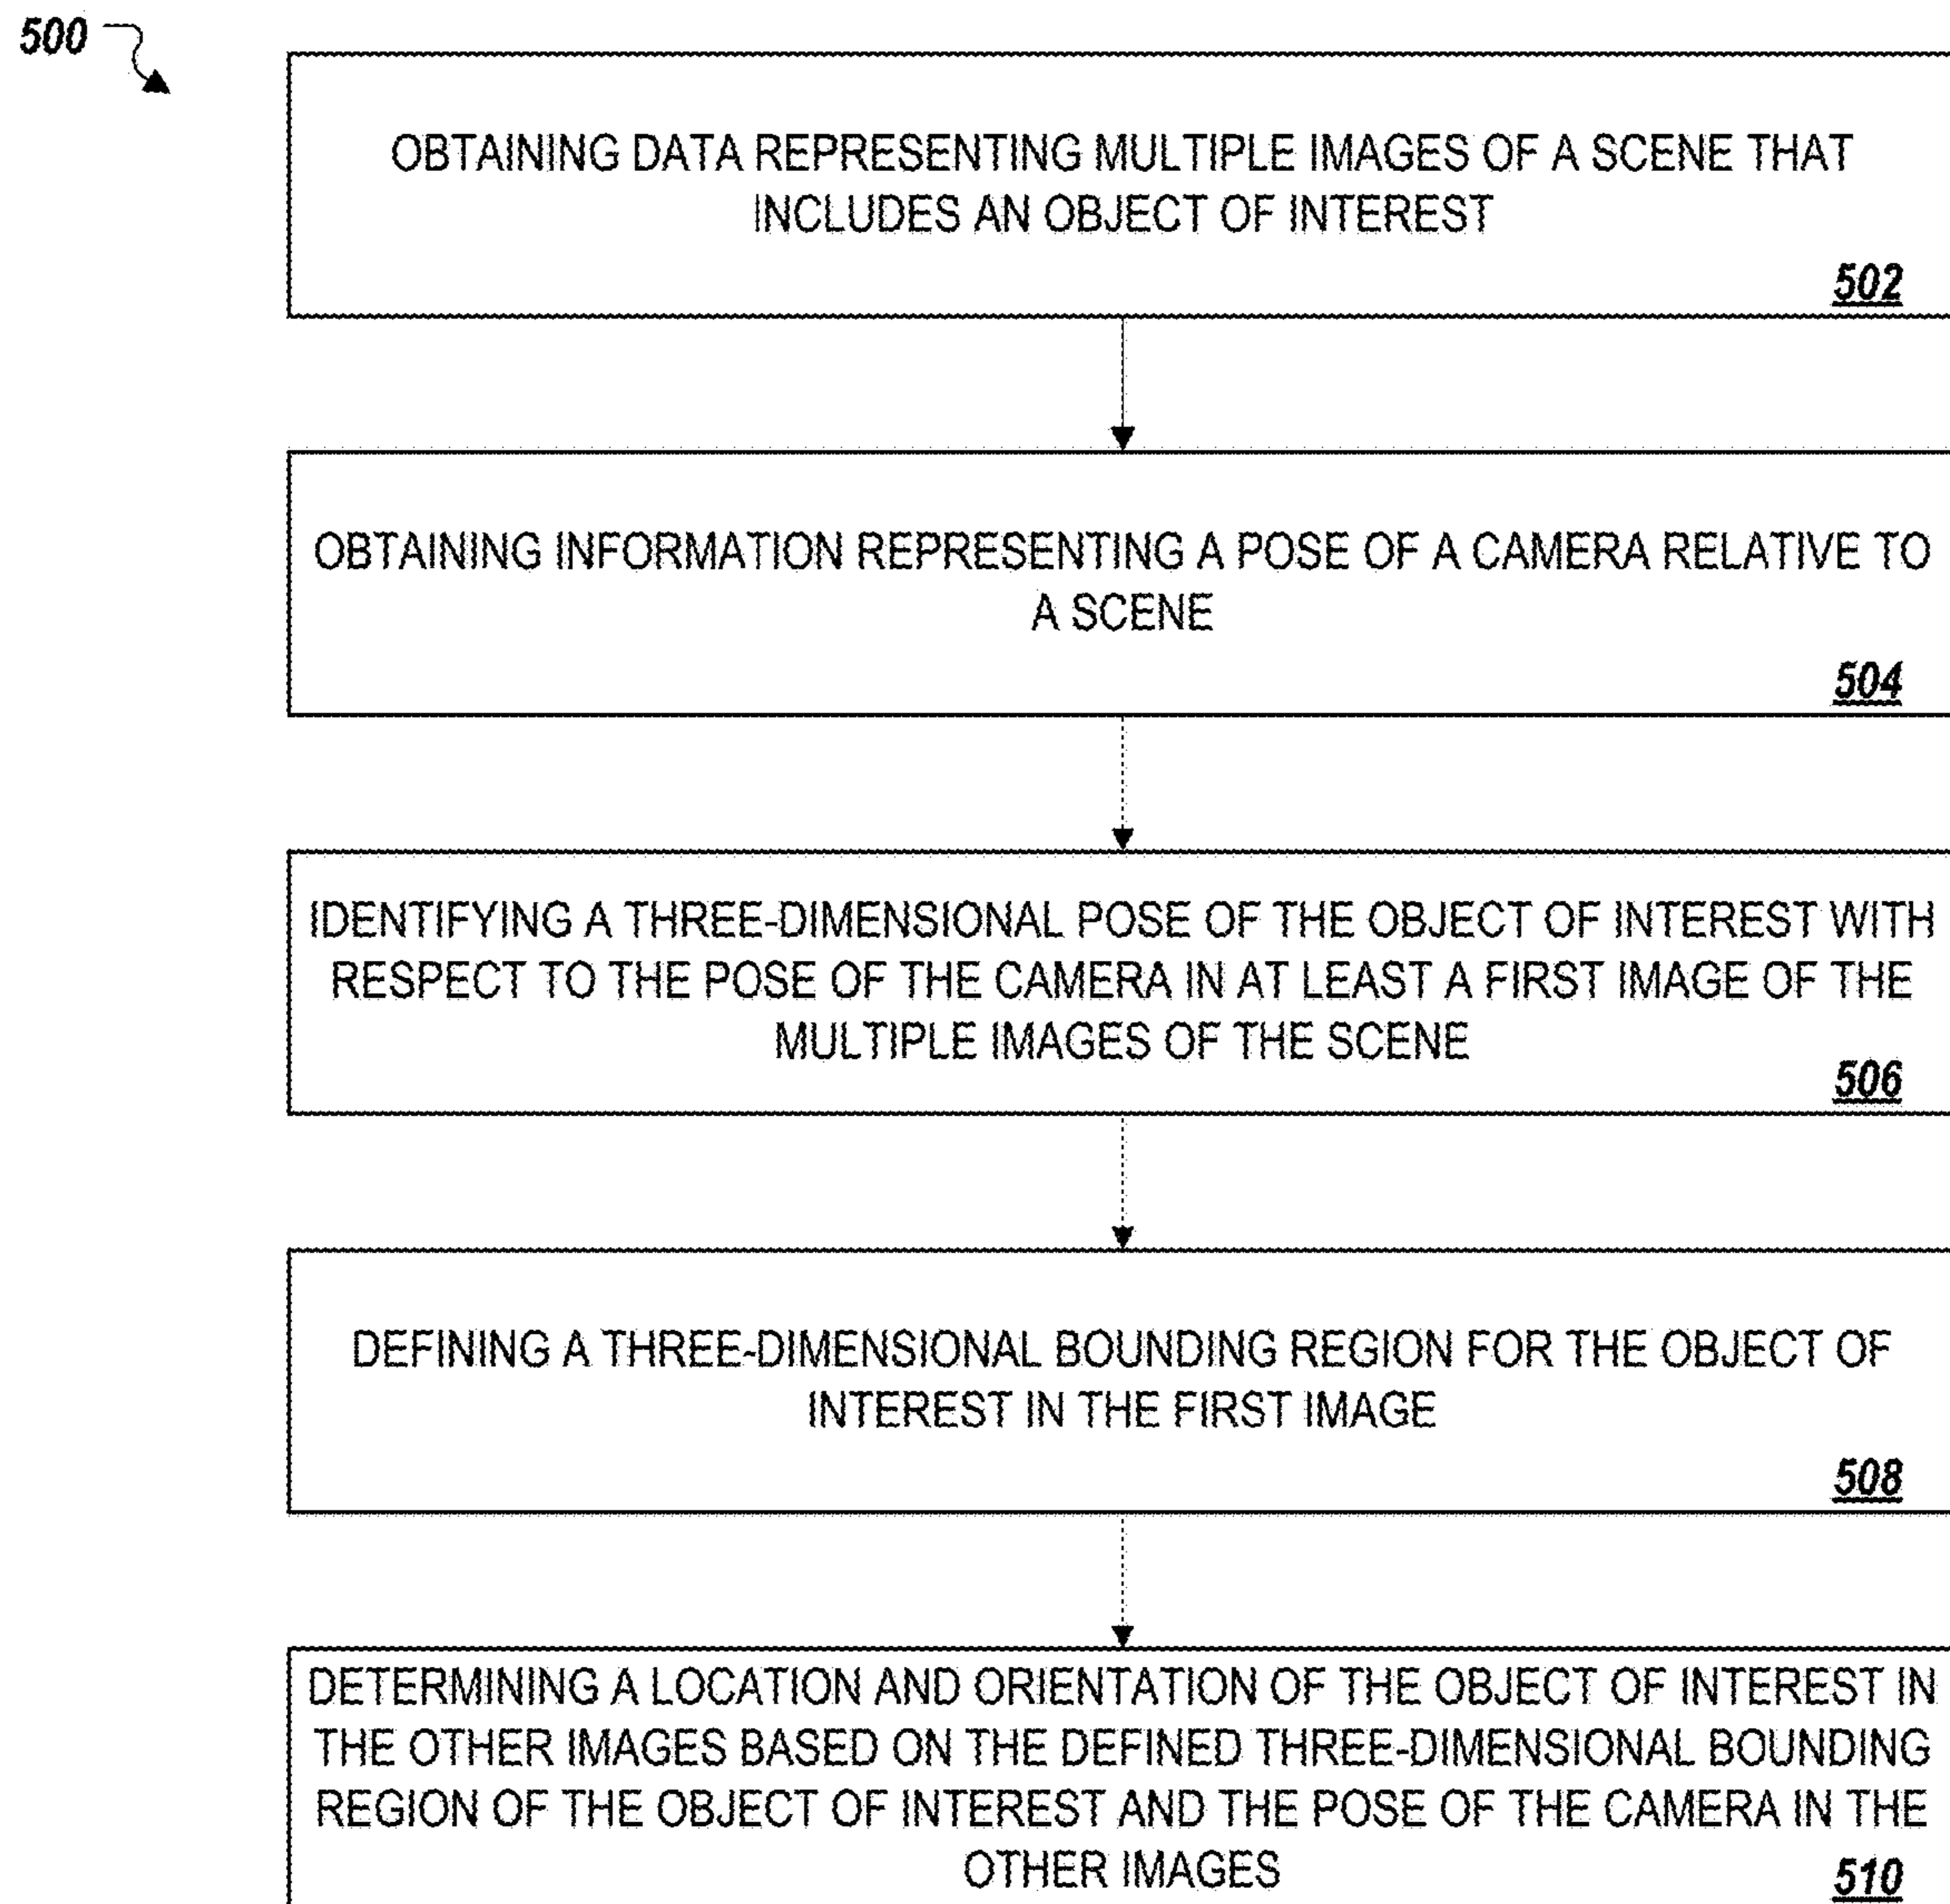 500
OBTAINING DATA REPRESENTING MULTIPLE IMAGES OF A SCENE THAT
INCLUDES AN OBJECT OF INTEREST
502
OBTAINING INFORMATION REPRESENTING A POSE OF A CAMERA RELATIVE TO
A SCENE
504
IDENTIFYING A THREE-DIMENSIONAL POSE OF THE OBJECT OF INTEREST WITH
RESPECT TO THE POSE OF THE CAMERA IN AT LEAST A FIRST IMAGE OF THE
MULTIPLE IMAGES OF THE SCENE
506
DEFINING A THREE-DIMENSIONAL BOUNDING REGION FOR THE OBJECT OF
INTEREST IN THE FIRST IMAGE
508
DETERMINING A LOCATION AND ORIENTATION OF THE OBJECT OF INTEREST IN
THE OTHER IMAGES BASED ON THE DEFINED THREE-DIMENSIONAL BOUNDING
REGION OF THE OBJECT OF INTEREST AND THE POSE OF THE CAMERA IN THE
OTHER IMAGES
510